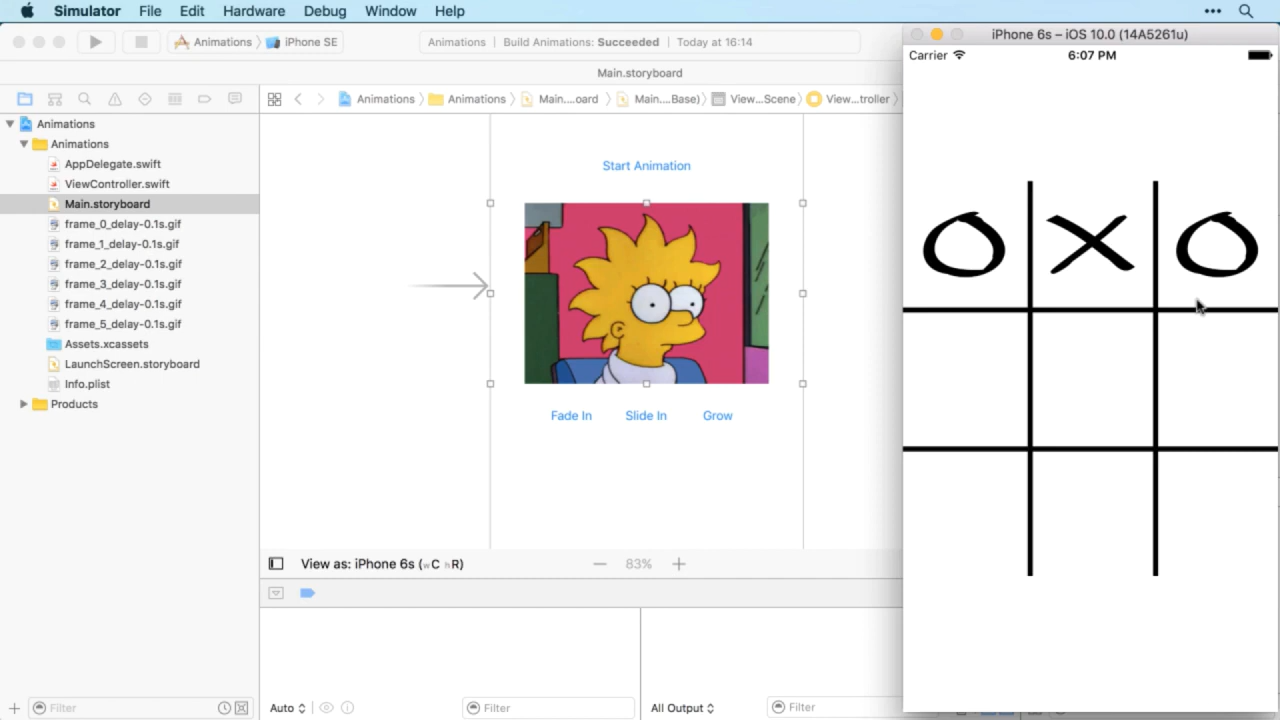 Simulator File Edit Hardware Debug Window Help
Animations iPhone SE
Animations | Build Animations: Succeeded | Today at 16:14
Main.storyboard
Animations Animations Main....oard Main....Base) View...Scene View...troller
Animations
Animations
AppDelegate.swift
ViewController.swift
Main.storyboard
frame_0_delay-0.1s.gif
frame_1_delay-0.1s.gif
frame_2_delay-0.1s.gif
frame_3_delay-0.1s.gif
frame_4_delay-0.1s.gif
frame_5_delay-0.1s.gif
Assets.xcassets
LaunchScreen.storyboard
Info.plist
Products
Filter
Start Animation
Fade In Slide In Grow
View as: iPhone 6s (wC hR)
83%
Auto
Filter
All Output
Filter
iPhone 6s – iOS 10.0 (14A5261u)
Carrier 6:07 PM
O X O